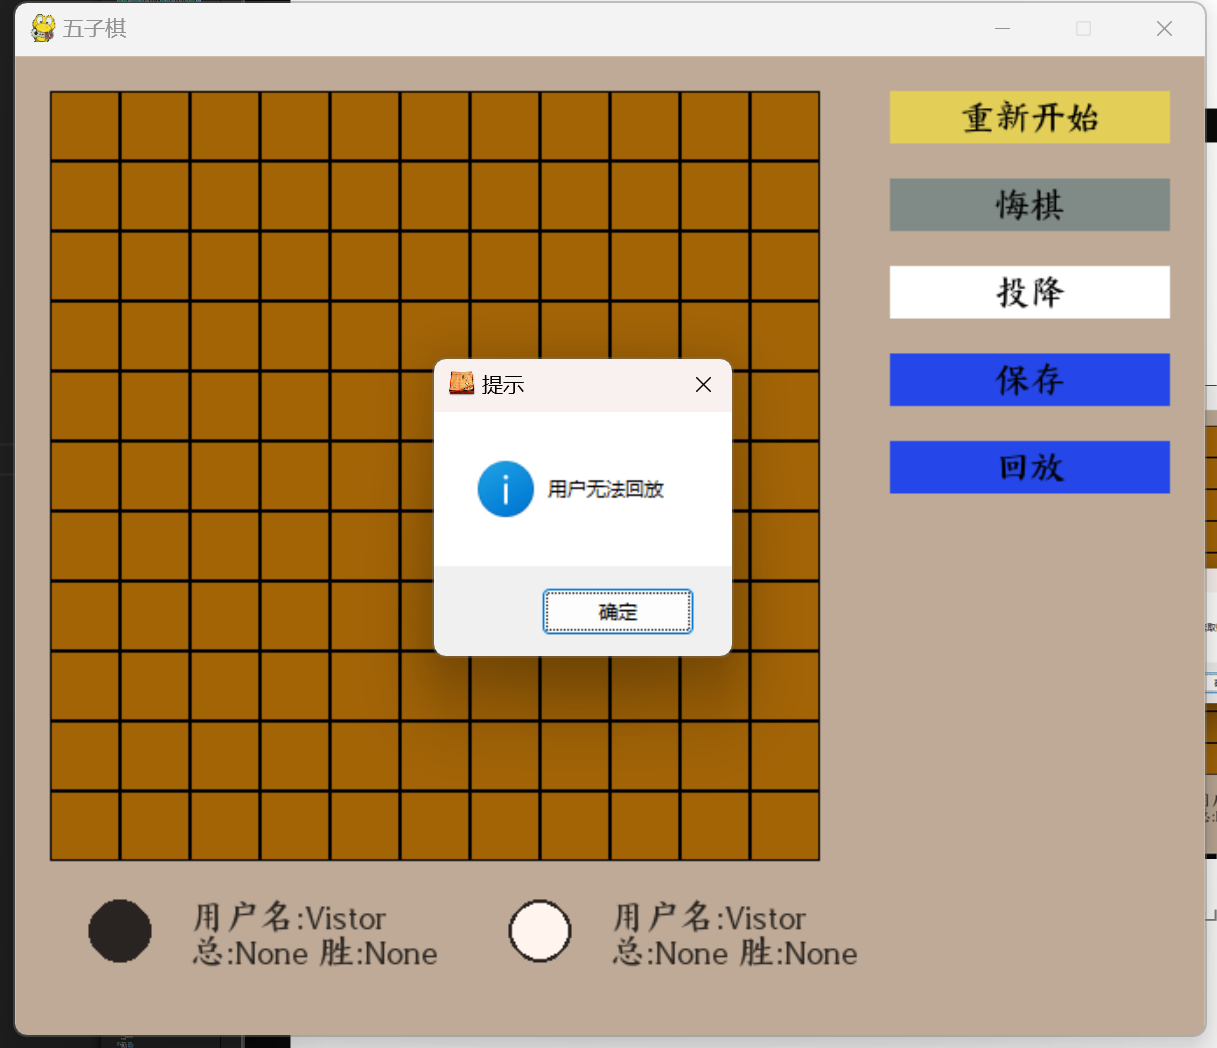 五子棋
重新开始
悔棋
投降
保存
回放
提示
用户无法回放
确定
用户名:Vistor
总:None 胜:None
用户名:Vistor
总:None 胜:None